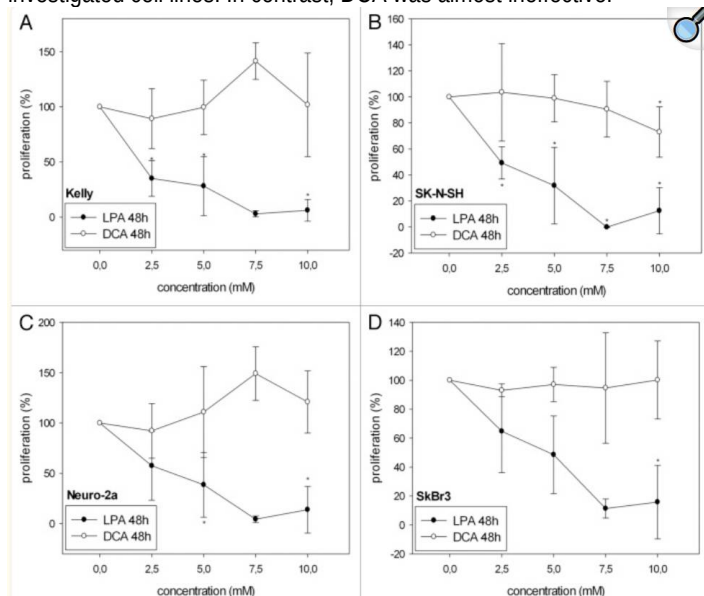 investigated cell lines. In contrast, DCA was almost ineffective.
A
150
100
50
0
proliferation (%)
Kelly
LPA 48h
DCA 48h
0,0 2,5 5,0 7,5 10,0
concentration (mM)
B
160
140
120
100
80
60
40
20
0
-20
proliferation (%)
SK-N-SH
LPA 48h
DCA 48h
0,0 2,5 5,0 7,5 10,0
concentration (mM)
C
200
150
100
50
0
proliferation (%)
Neuro-2a
LPA 48h
DCA 48h
0,0 2,5 5,0 7,5 10,0
concentration (mM)
D
140
120
100
80
60
40
20
0
-20
proliferation (%)
SkBr3
LPA 48h
DCA 48h
0,0 2,5 5,0 7,5 10,0
concentration (mM)